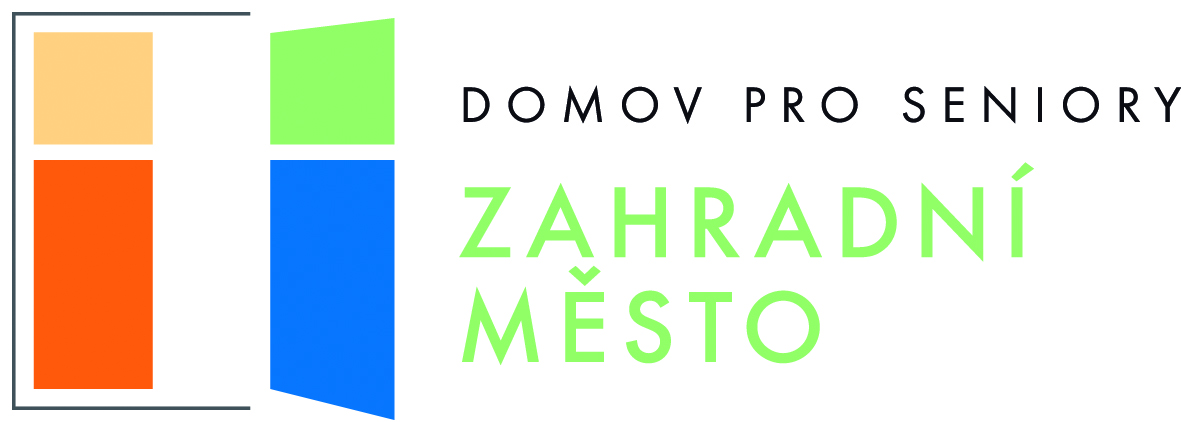 DOMOV PRO SENIORY
ZAHRADNÍ
MĚSTO